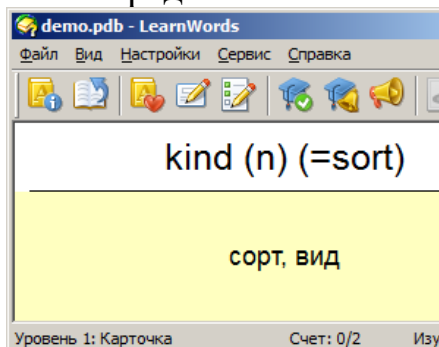 demo.pdb - LearnWords
Файл Вид Настройки Сервис Справка
kind (n) (=sort)
сорт, вид
Уровень 1: Карточка Счет: 0/2